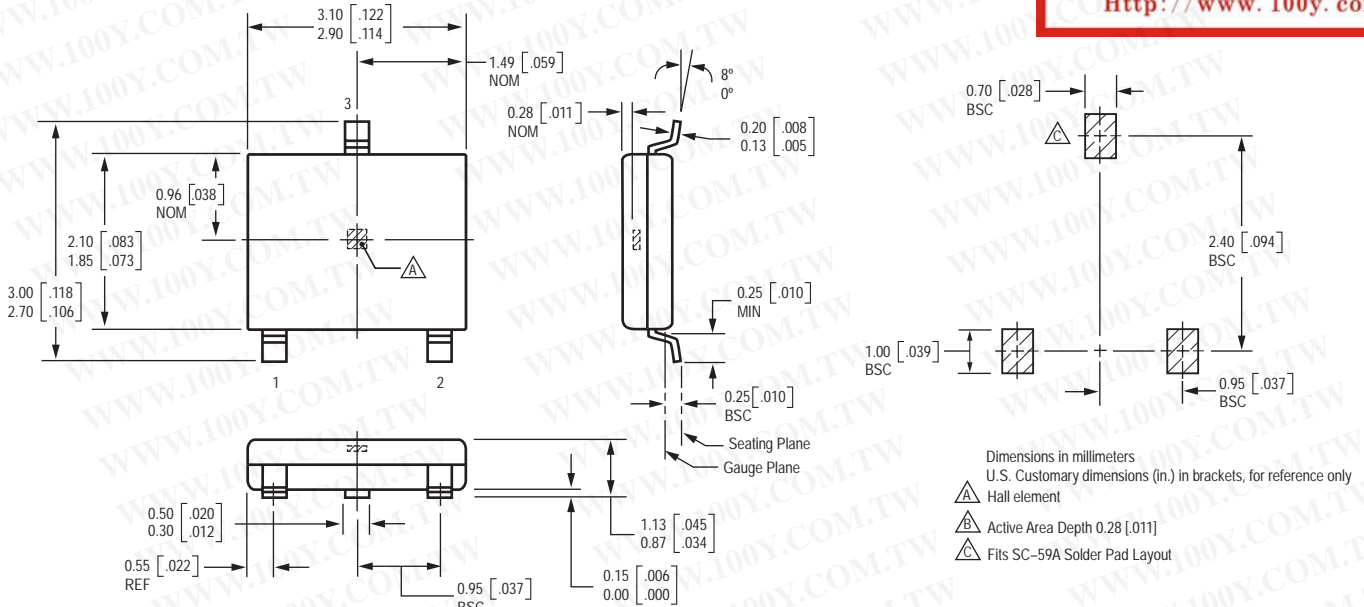 Http://www. 100y. co
3.10 [.122]
2.90 [.114]
1.49 [.059]
NOM
3
0.96 [.038]
NOM
2.10 [.083]
1.85 [.073]
3.00 [.118]
2.70 [.106]
A
1
2
8º
0º
0.28 [.011]
NOM
0.20 [.008]
0.13 [.005]
0.25 [.010]
MIN
0.25 [.010]
BSC
Seating Plane
Gauge Plane
0.70 [.028]
BSC
C
2.40 [.094]
BSC
1.00 [.039]
BSC
0.95 [.037]
BSC
0.50 [.020]
0.30 [.012]
0.55 [.022]
REF
0.95 [.037]
BSC
1.13 [.045]
0.87 [.034]
0.15 [.006]
0.00 [.000]
Dimensions in millimeters
U.S. Customary dimensions (in.) in brackets, for reference only
A Hall element
B Active Area Depth 0.28 [.011]
C Fits SC–59A Solder Pad Layout
WWW.100Y.COM.TW